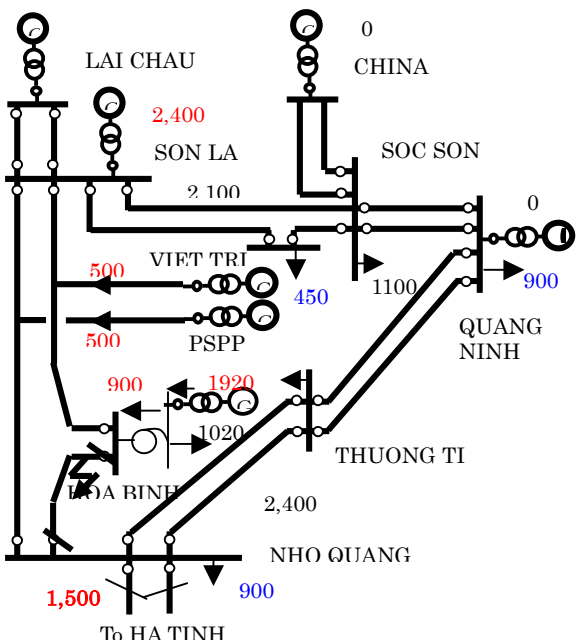 0
LAI CHAU
CHINA
2,400
SON LA
SOC SON
2,100
0
VIET TRI
500
450
1100
900
QUANG
NINH
500
PSPP
900
1920
1020
THUONG TI
HOA BINH
2,400
NHO QUANG
1,500
900
To HA TINH